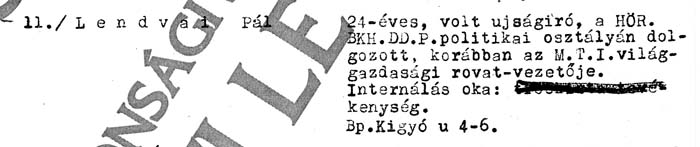 11./ L e n d v a i Pál 24-éves, volt ujságiró, a HÖR.
BKH.DD.P.politikai osztályán dol-
gozott, korábban az M.T.I.világ-
gazdasági rovat-vezetője.
Internálás oka:
kenység.
Bp.Kigyó u 4-6.